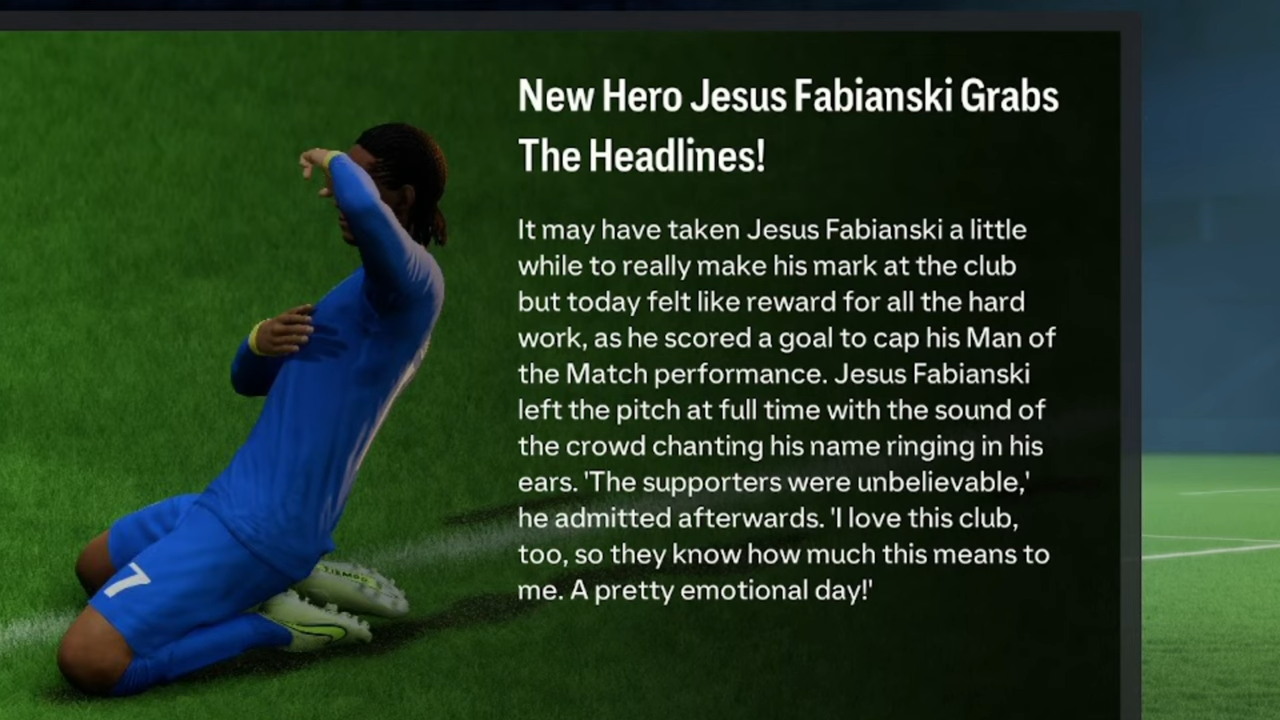 New Hero Jesus Fabianski Grabs
The Headlines!
It may have taken Jesus Fabianski a little
while to really make his mark at the club
but today felt like reward for all the hard
work, as he scored a goal to cap his Man of
the Match performance. Jesus Fabianski
left the pitch at full time with the sound of
the crowd chanting his name ringing in his
ears. 'The supporters were unbelievable,'
he admitted afterwards. 'I love this club,
too, so they know how much this means to
me. A pretty emotional day!'
7
TIEMPO